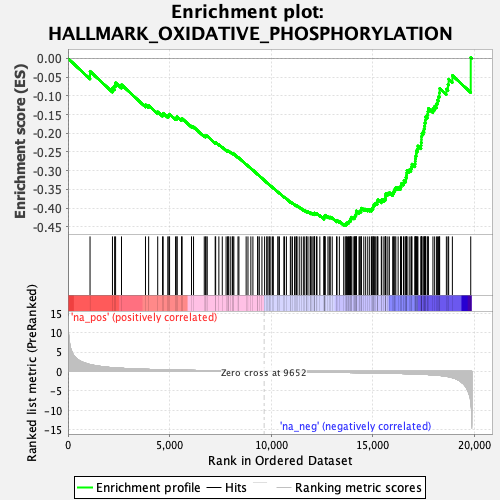 Enrichment plot:
HALLMARK_OXIDATIVE_PHOSPHORYLATION
Enrichment score (ES)
0.00
-0.05
-0.10
-0.15
-0.20
-0.25
-0.30
-0.35
-0.40
-0.45
Ranked list metric (PreRanked)
15
10
5
0
-5
-10
-15
'na_pos' (positively correlated)
Zero cross at 9652
'na_neg' (negatively correlated)
0
5,000
10,000
15,000
20,000
Rank in Ordered Dataset
Enrichment profile
Hits
Ranking metric scores